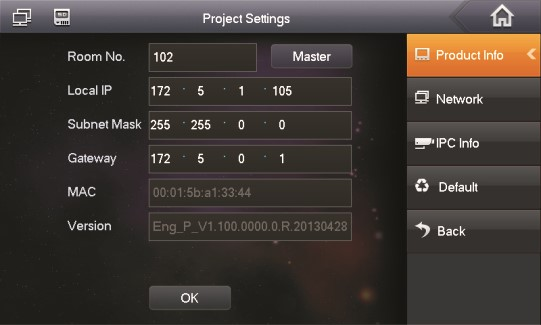 Project Settings
Room No. 102 Master
Local IP 172 . 5 . 1 . 105
Subnet Mask 255 . 255 . 0 . 0
Gateway 172 . 5 . 0 . 1
MAC 00:01:5b:a1:33:44
Version Eng_P_V1.100.0000.0.R.20130428
OK
Product Info
Network
IPC Info
Default
Back